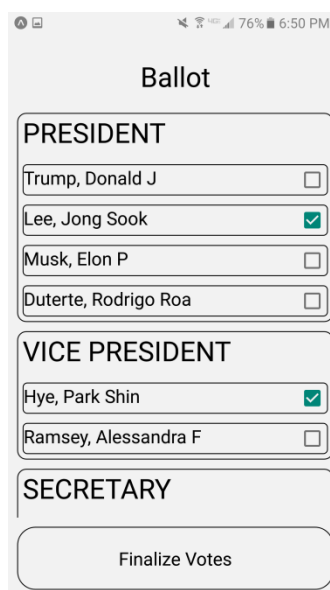 76% 6:50 PM
Ballot
PRESIDENT
Trump, Donald J
Lee, Jong Sook
Musk, Elon P
Duterte, Rodrigo Roa
VICE PRESIDENT
Hye, Park Shin
Ramsey, Alessandra F
SECRETARY
Finalize Votes